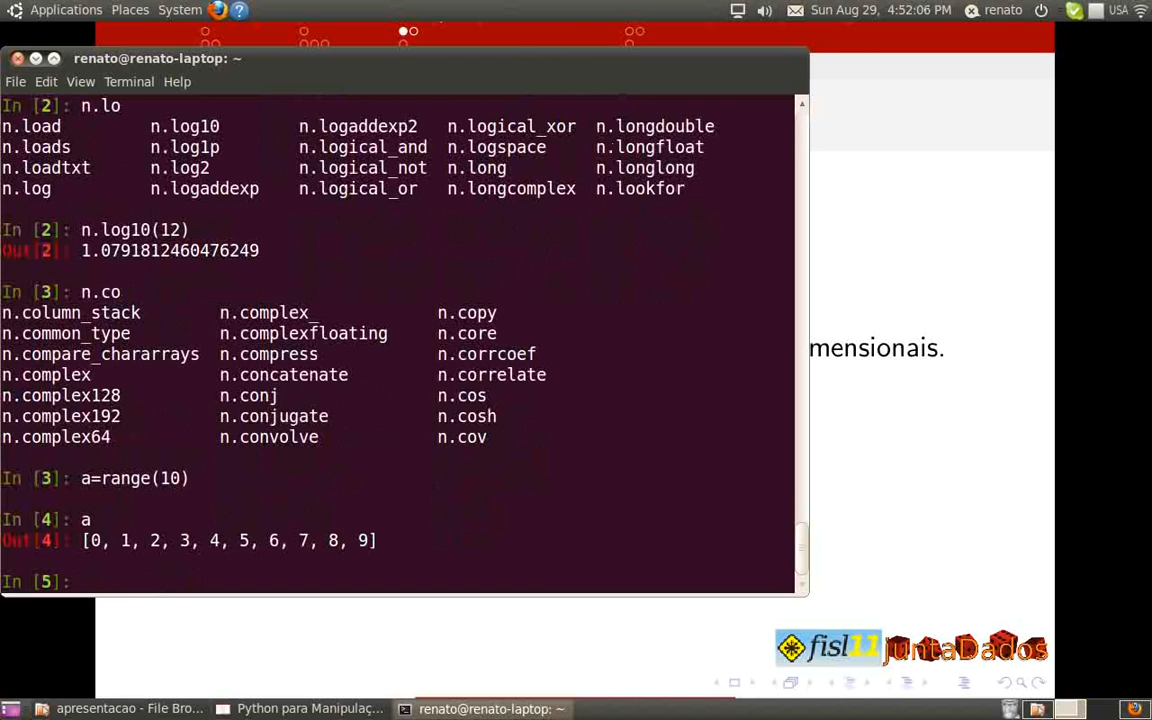 Applications Places System Sun Aug 29, 4:52:06 PM renato USA
renato@renato-laptop: ~
File Edit View Terminal Help
In [2]: n.lo
n.load n.log10 n.logaddexp2 n.logical_xor n.longdouble
n.loads n.log1p n.logical_and n.logspace n.longfloat
n.loadtxt n.log2 n.logical_not n.long n.longlong
n.log n.logaddexp n.logical_or n.longcomplex n.lookfor
In [2]: n.log10(12)
Out[2]: 1.0791812460476249
In [3]: n.co
n.column_stack n.complex_ n.copy
n.common_type n.complexfloating n.core
n.compare_chararrays n.compress n.corrcoef
n.complex n.concatenate n.correlate
n.complex128 n.conj n.cos
n.complex192 n.conjugate n.cosh
n.complex64 n.convolve n.cov
In [3]: a=range(10)
In [4]: a
Out[4]: [0, 1, 2, 3, 4, 5, 6, 7, 8, 9]
In [5]:
mensionais.
fisl11 juntaDados
apresentacao - File Bro... Python para Manipulaç... renato@renato-laptop: ~